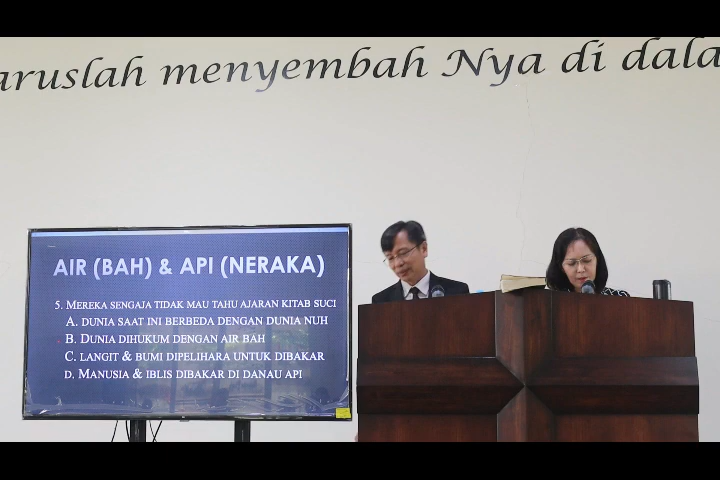 aruslah menyembah Nya di dala
AIR (BAH) & API (NERAKA)
5. MEREKA SENGAJA TIDAK MAU TAHU AJARAN KITAB SUCI
A. DUNIA SAAT INI BERBEDA DENGAN DUNIA NUH
B. DUNIA DIHUKUM DENGAN AIR BAH
C. LANGIT & BUMI DIPELIHARA UNTUK DIBAKAR
D. MANUSIA & IBLIS DIBAKAR DI DANAU API